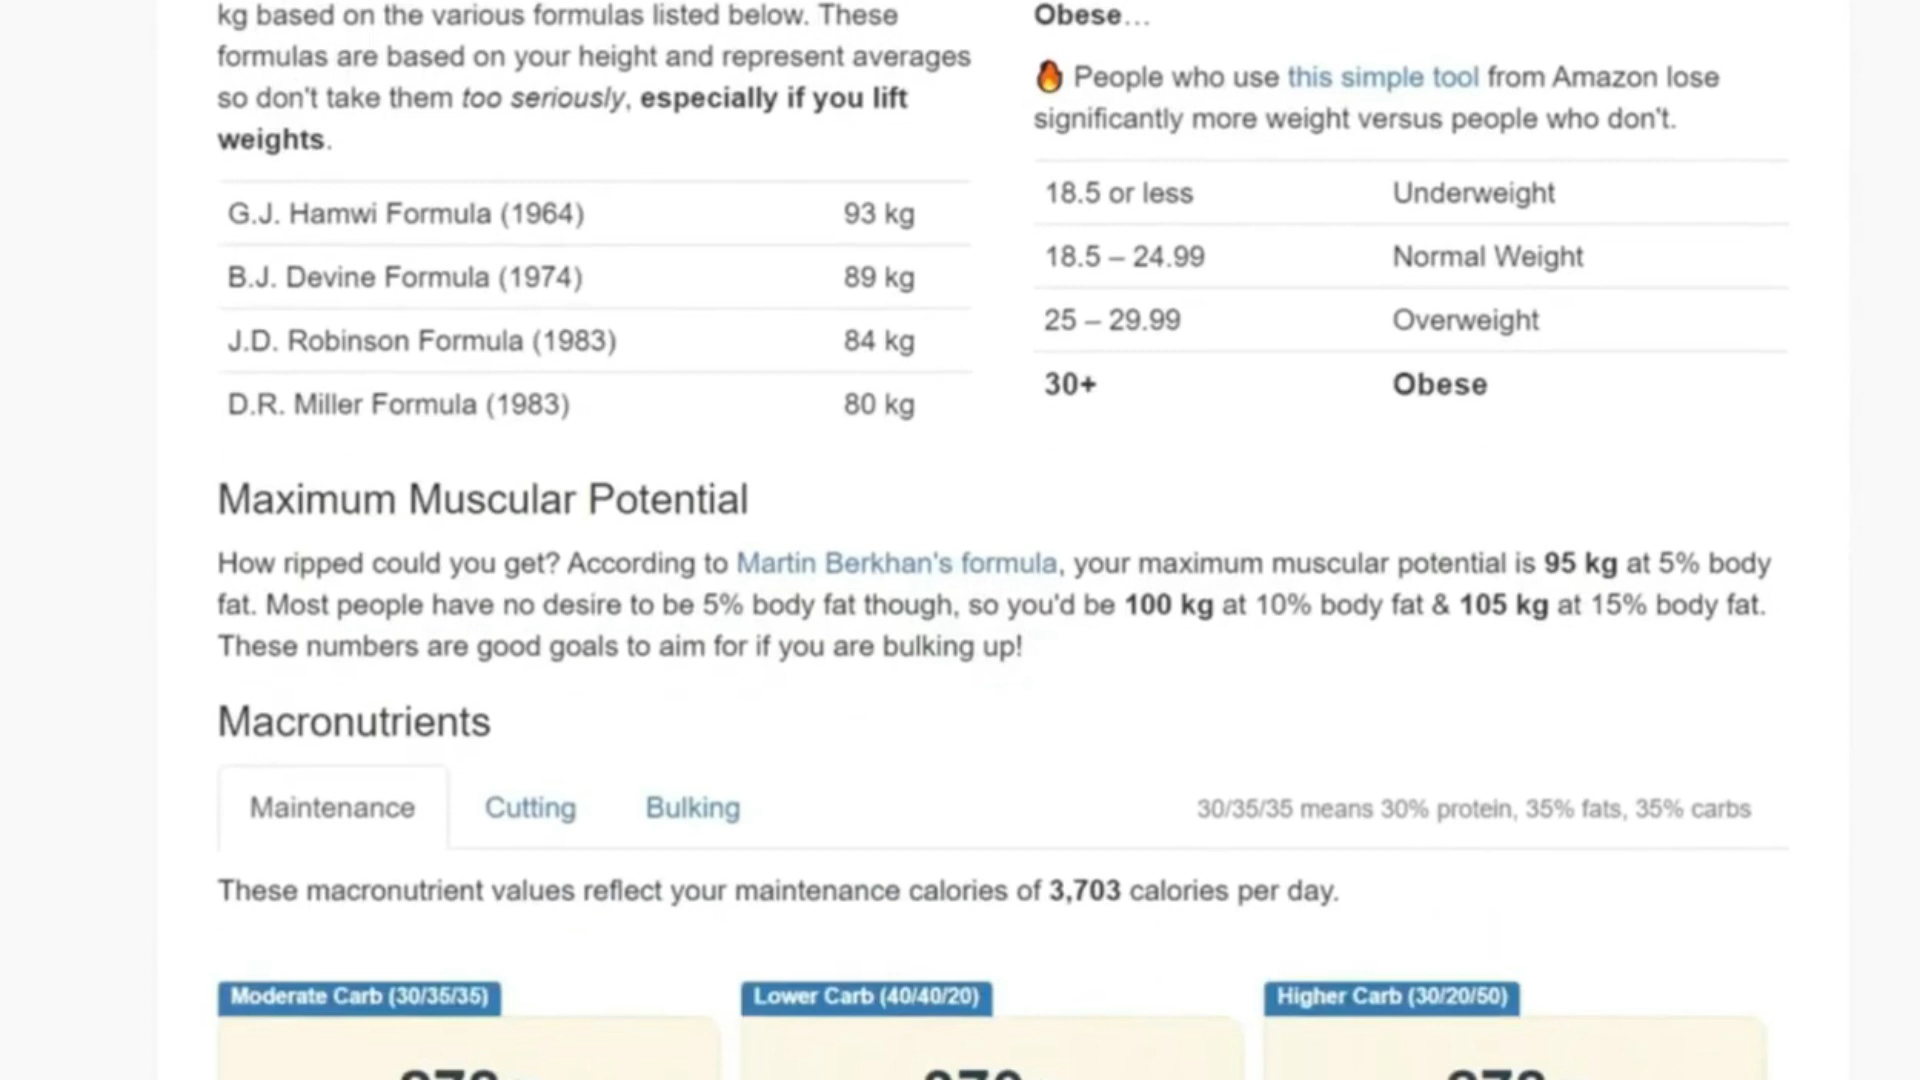 kg based on the various formulas listed below. These
formulas are based on your height and represent averages
so don't take them too seriously, especially if you lift
weights.
G.J. Hamwi Formula (1964) 93 kg
B.J. Devine Formula (1974) 89 kg
J.D. Robinson Formula (1983) 84 kg
D.R. Miller Formula (1983) 80 kg
Obese...
🔥 People who use this simple tool from Amazon lose
significantly more weight versus people who don't.
18.5 or less Underweight
18.5 – 24.99 Normal Weight
25 – 29.99 Overweight
30+ Obese
Maximum Muscular Potential
How ripped could you get? According to Martin Berkhan's formula, your maximum muscular potential is 95 kg at 5% body
fat. Most people have no desire to be 5% body fat though, so you'd be 100 kg at 10% body fat & 105 kg at 15% body fat.
These numbers are good goals to aim for if you are bulking up!
Macronutrients
Maintenance Cutting Bulking 30/35/35 means 30% protein, 35% fats, 35% carbs
These macronutrient values reflect your maintenance calories of 3,703 calories per day.
Moderate Carb (30/35/35) Lower Carb (40/40/20) Higher Carb (30/20/50)